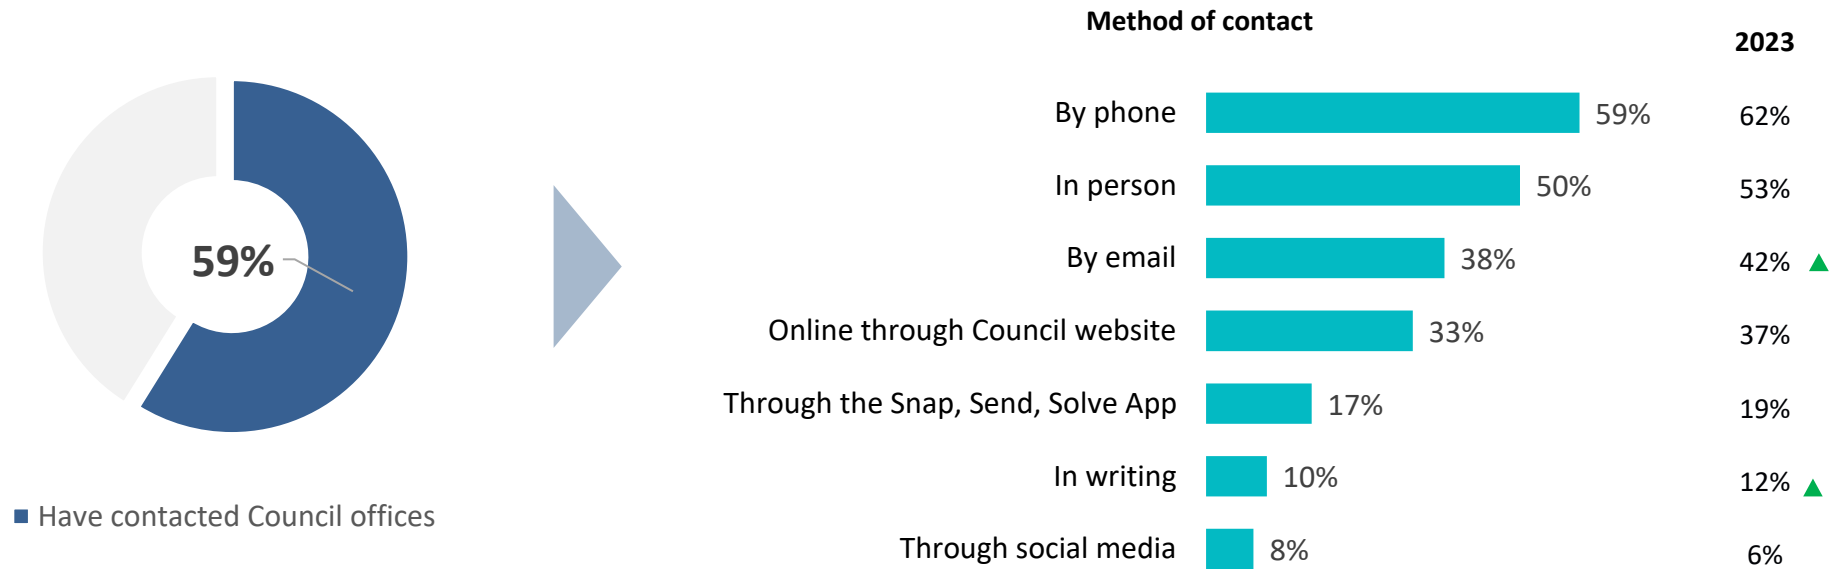 59%
Have contacted Council offices
Method of contact
2023
By phone 59% 62%
In person 50% 53%
By email 38% 42%
Online through Council website 33% 37%
Through the Snap, Send, Solve App 17% 19%
In writing 10% 12%
Through social media 8% 6%